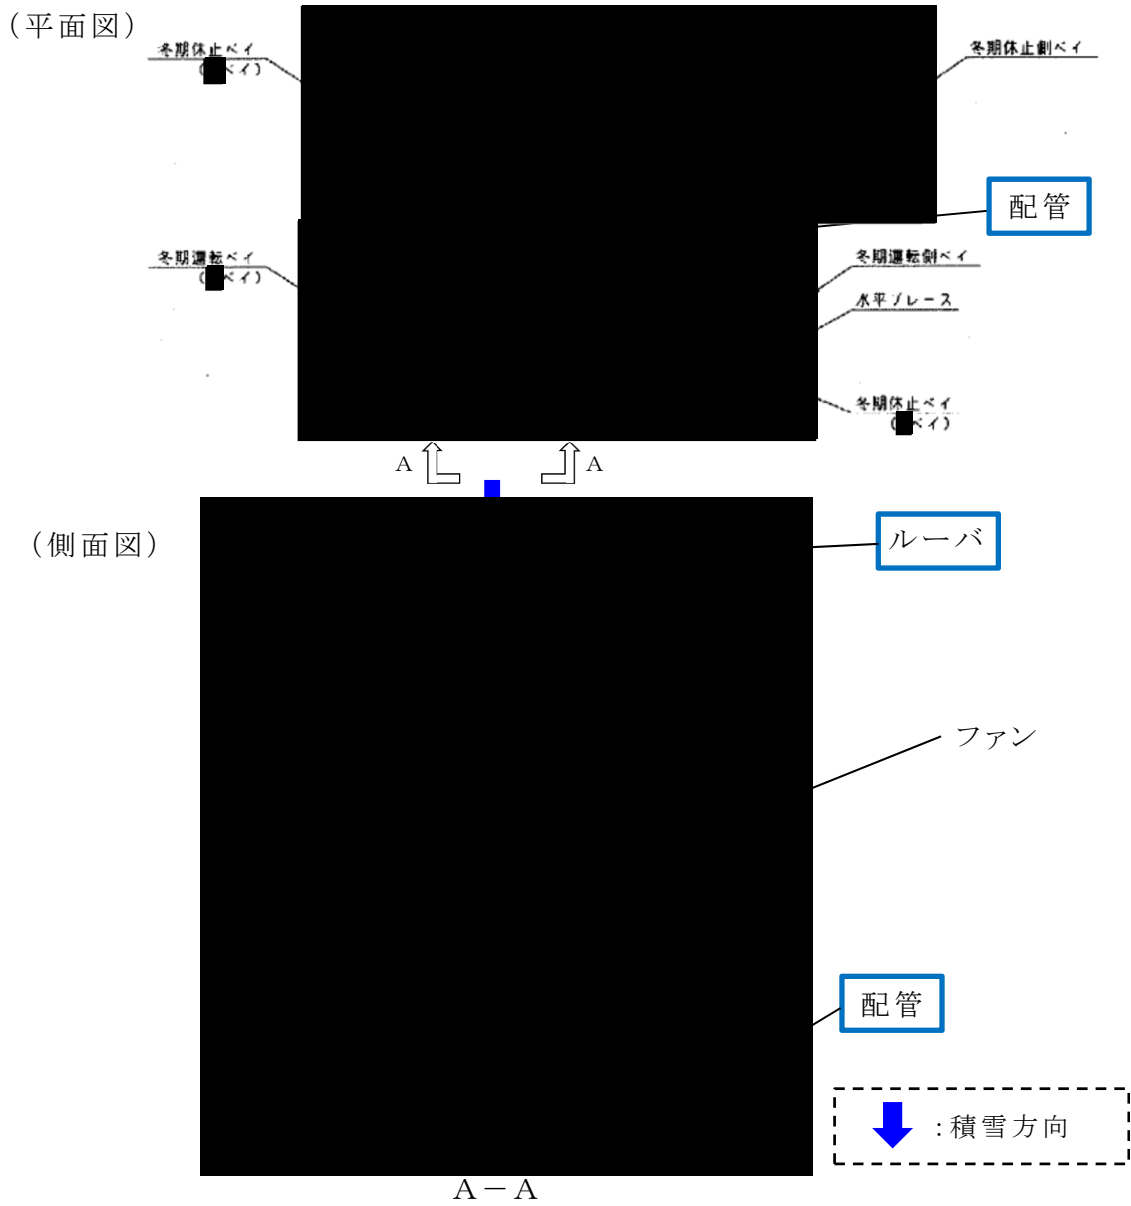 (平面図)
冬期休止ベイ
ベイ)
冬期休止側ベイ
配管
冬期運転ベイ
ベイ)
冬期運転側ベイ
水平ブレース
冬期休止ベイ
(ベイ)
A
A
(側面図)
ルーバ
ファン
配管
:積雪方向
A-A